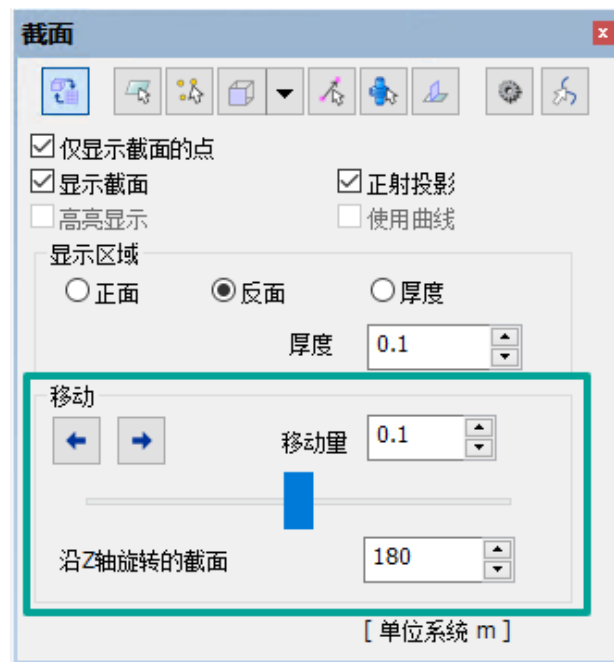 截面
仅显示截面的点
显示截面 正射投影
高亮显示 使用曲线
显示区域
正面 反面 厚度
厚度 0.1
移动
移动量 0.1
沿Z轴旋转的截面 180
[ 单位系统 m ]